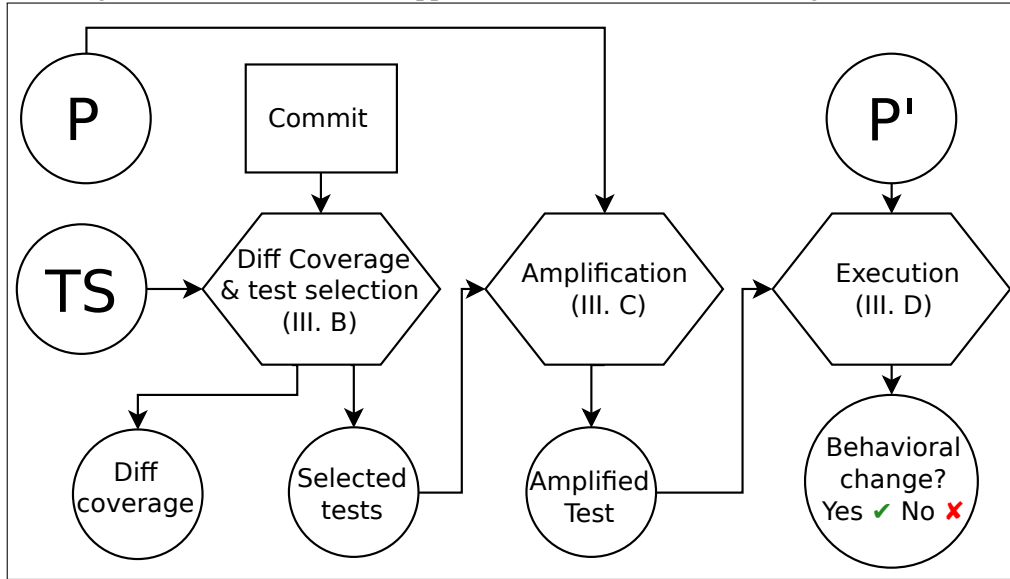 P
Commit
P'
TS
Diff Coverage
& test selection
(III. B)
Amplification
(III. C)
Execution
(III. D)
Diff
coverage
Selected
tests
Amplified
Test
Behavioral
change?
Yes ✔ No ✘